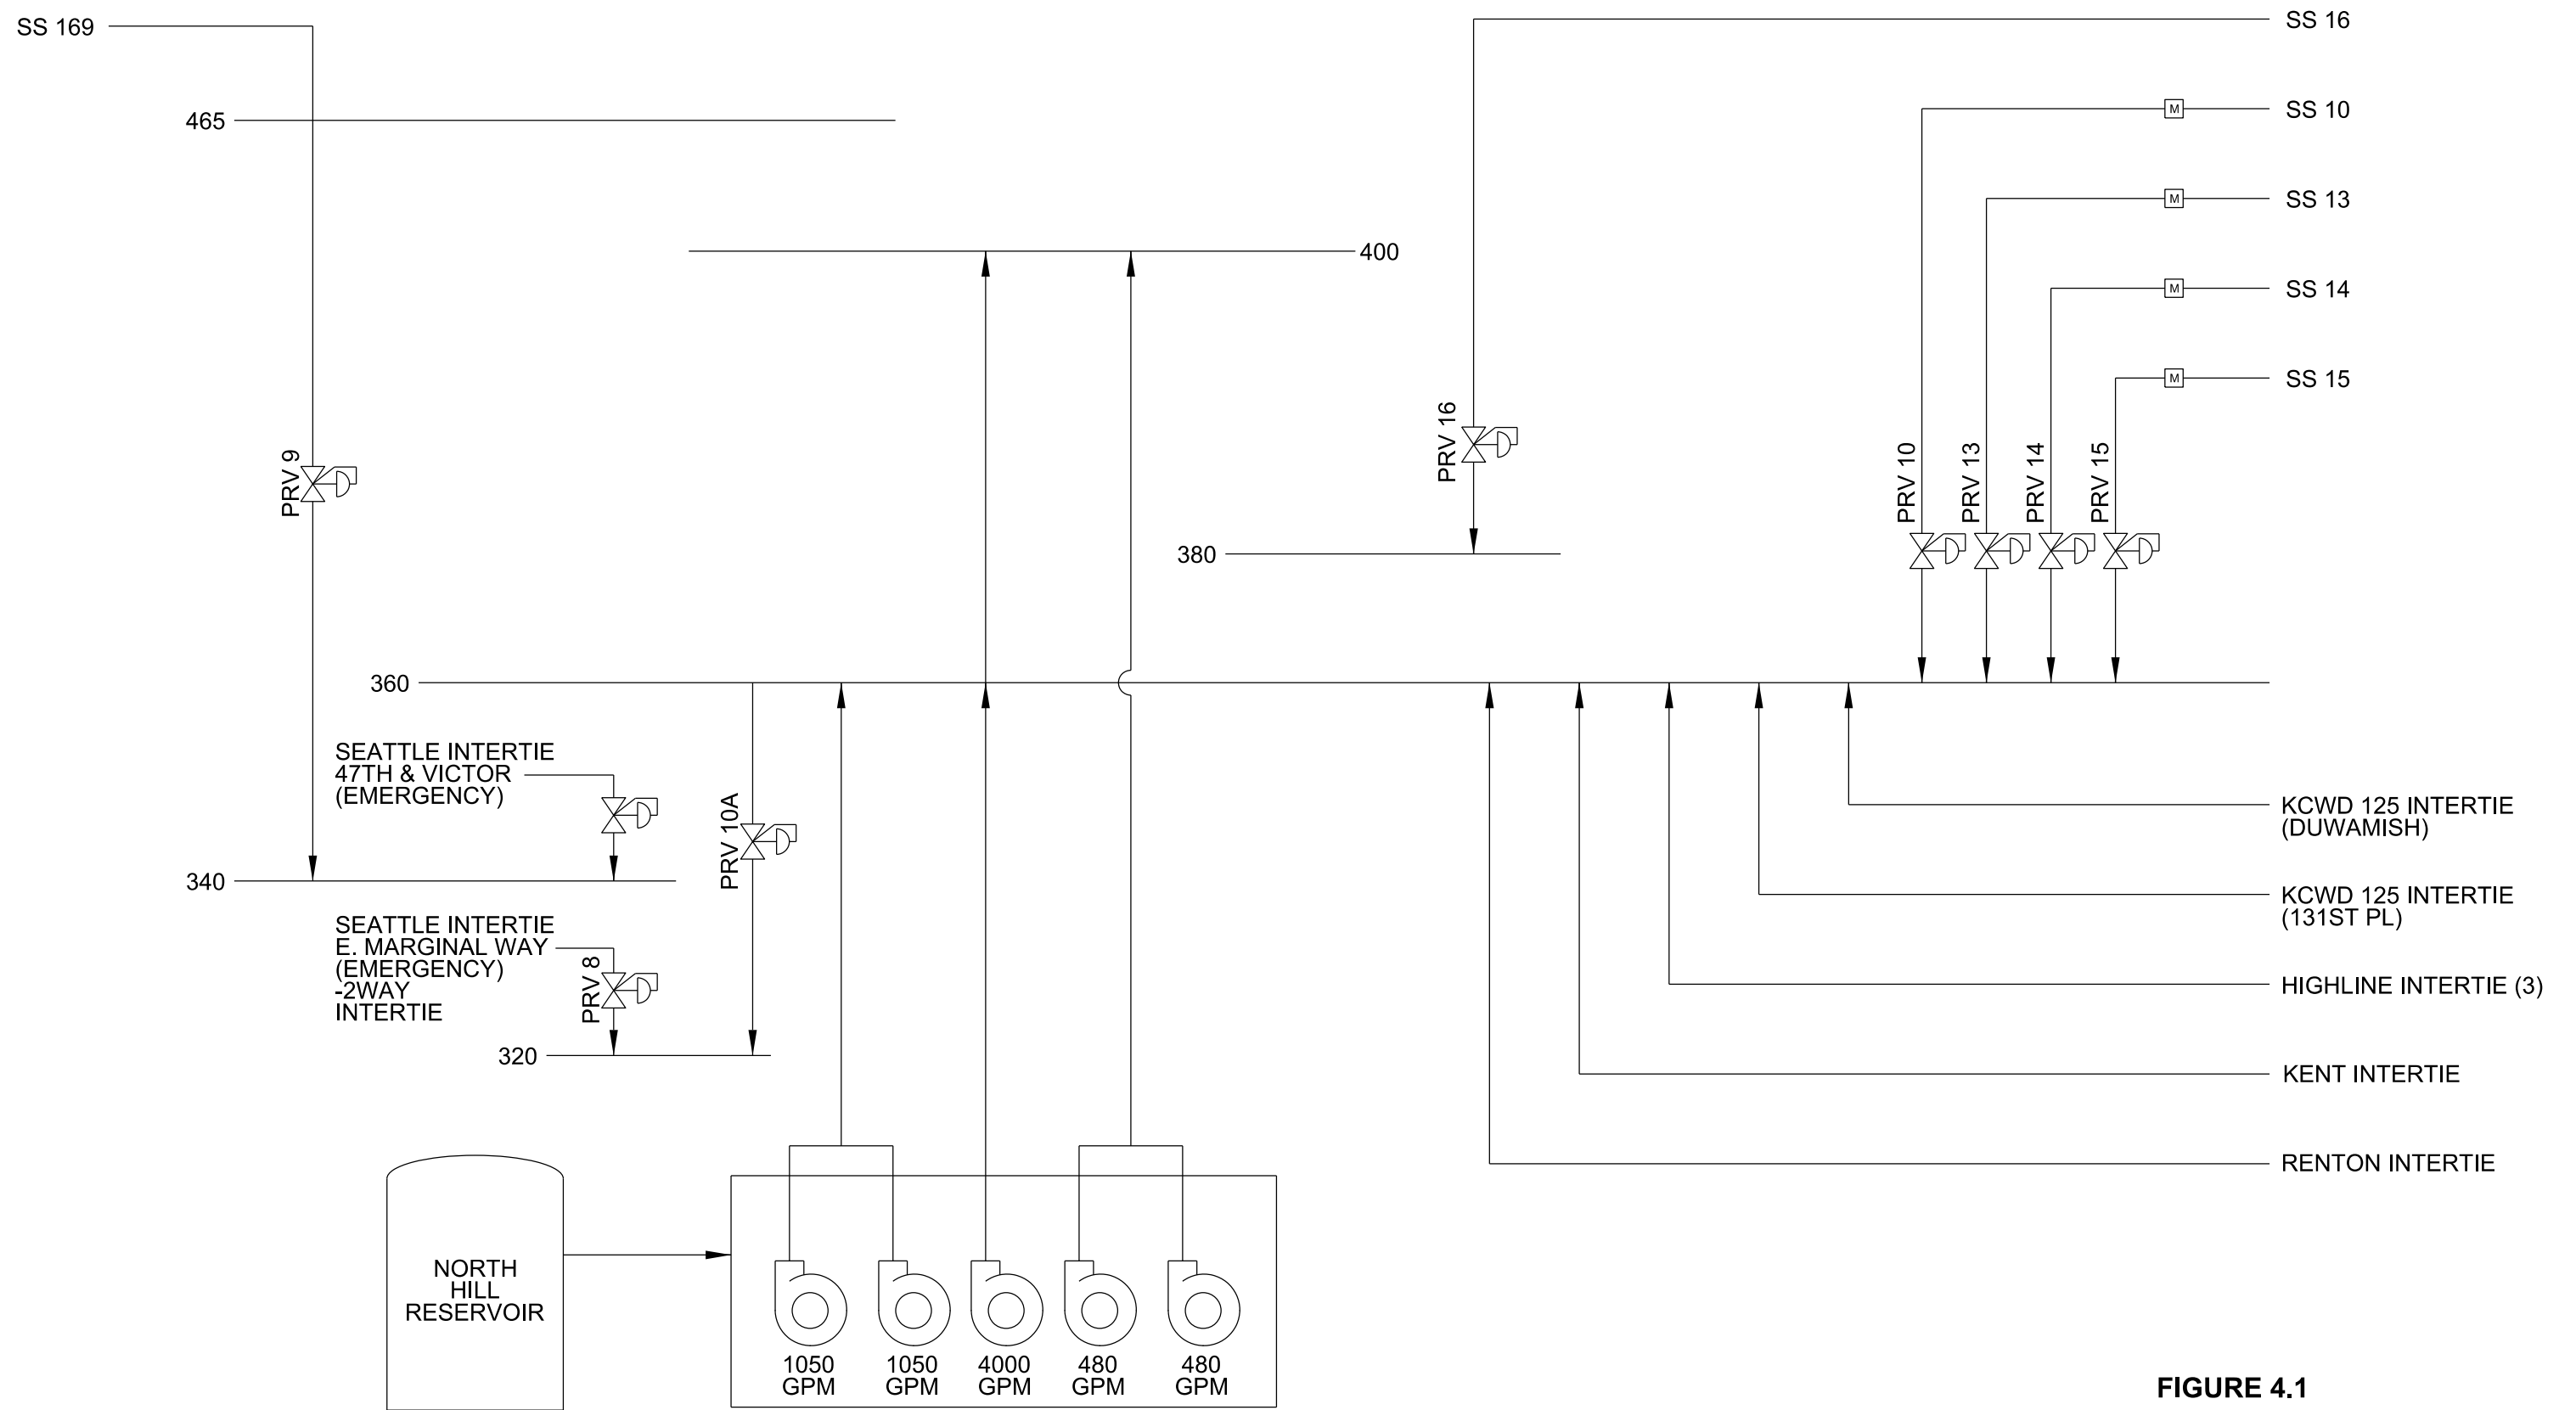 SS 169
SS 16
465
SS 10
SS 13
400
SS 14
SS 15
PRV 9
PRV 16
PRV 10
PRV 13
PRV 14
PRV 15
M
M
M
M
380
360
SEATTLE INTERTIE
47TH & VICTOR
(EMERGENCY)
PRV 10A
340
SEATTLE INTERTIE
E. MARGINAL WAY
(EMERGENCY)
-2WAY
INTERTIE
PRV 8
320
KCWD 125 INTERTIE
(DUWAMISH)
KCWD 125 INTERTIE
(131ST PL)
HIGHLINE INTERTIE (3)
KENT INTERTIE
RENTON INTERTIE
NORTH
HILL
RESERVOIR
1050
GPM
1050
GPM
4000
GPM
480
GPM
480
GPM
FIGURE 4.1